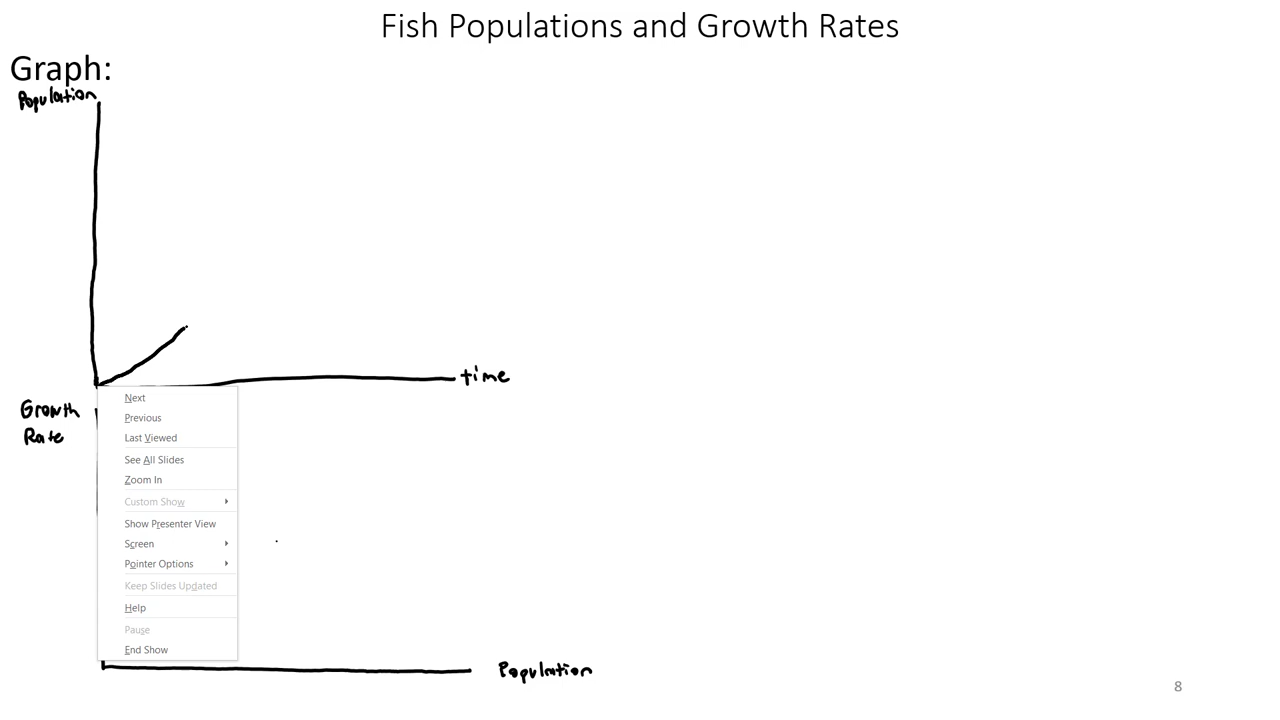 Fish Populations and Growth Rates
Graph:
Population
time
Growth
Rate
Next
Previous
Last Viewed
See All Slides
Zoom In
Custom Show
Show Presenter View
Screen
Pointer Options
Keep Slides Updated
Help
Pause
End Show
Population
8